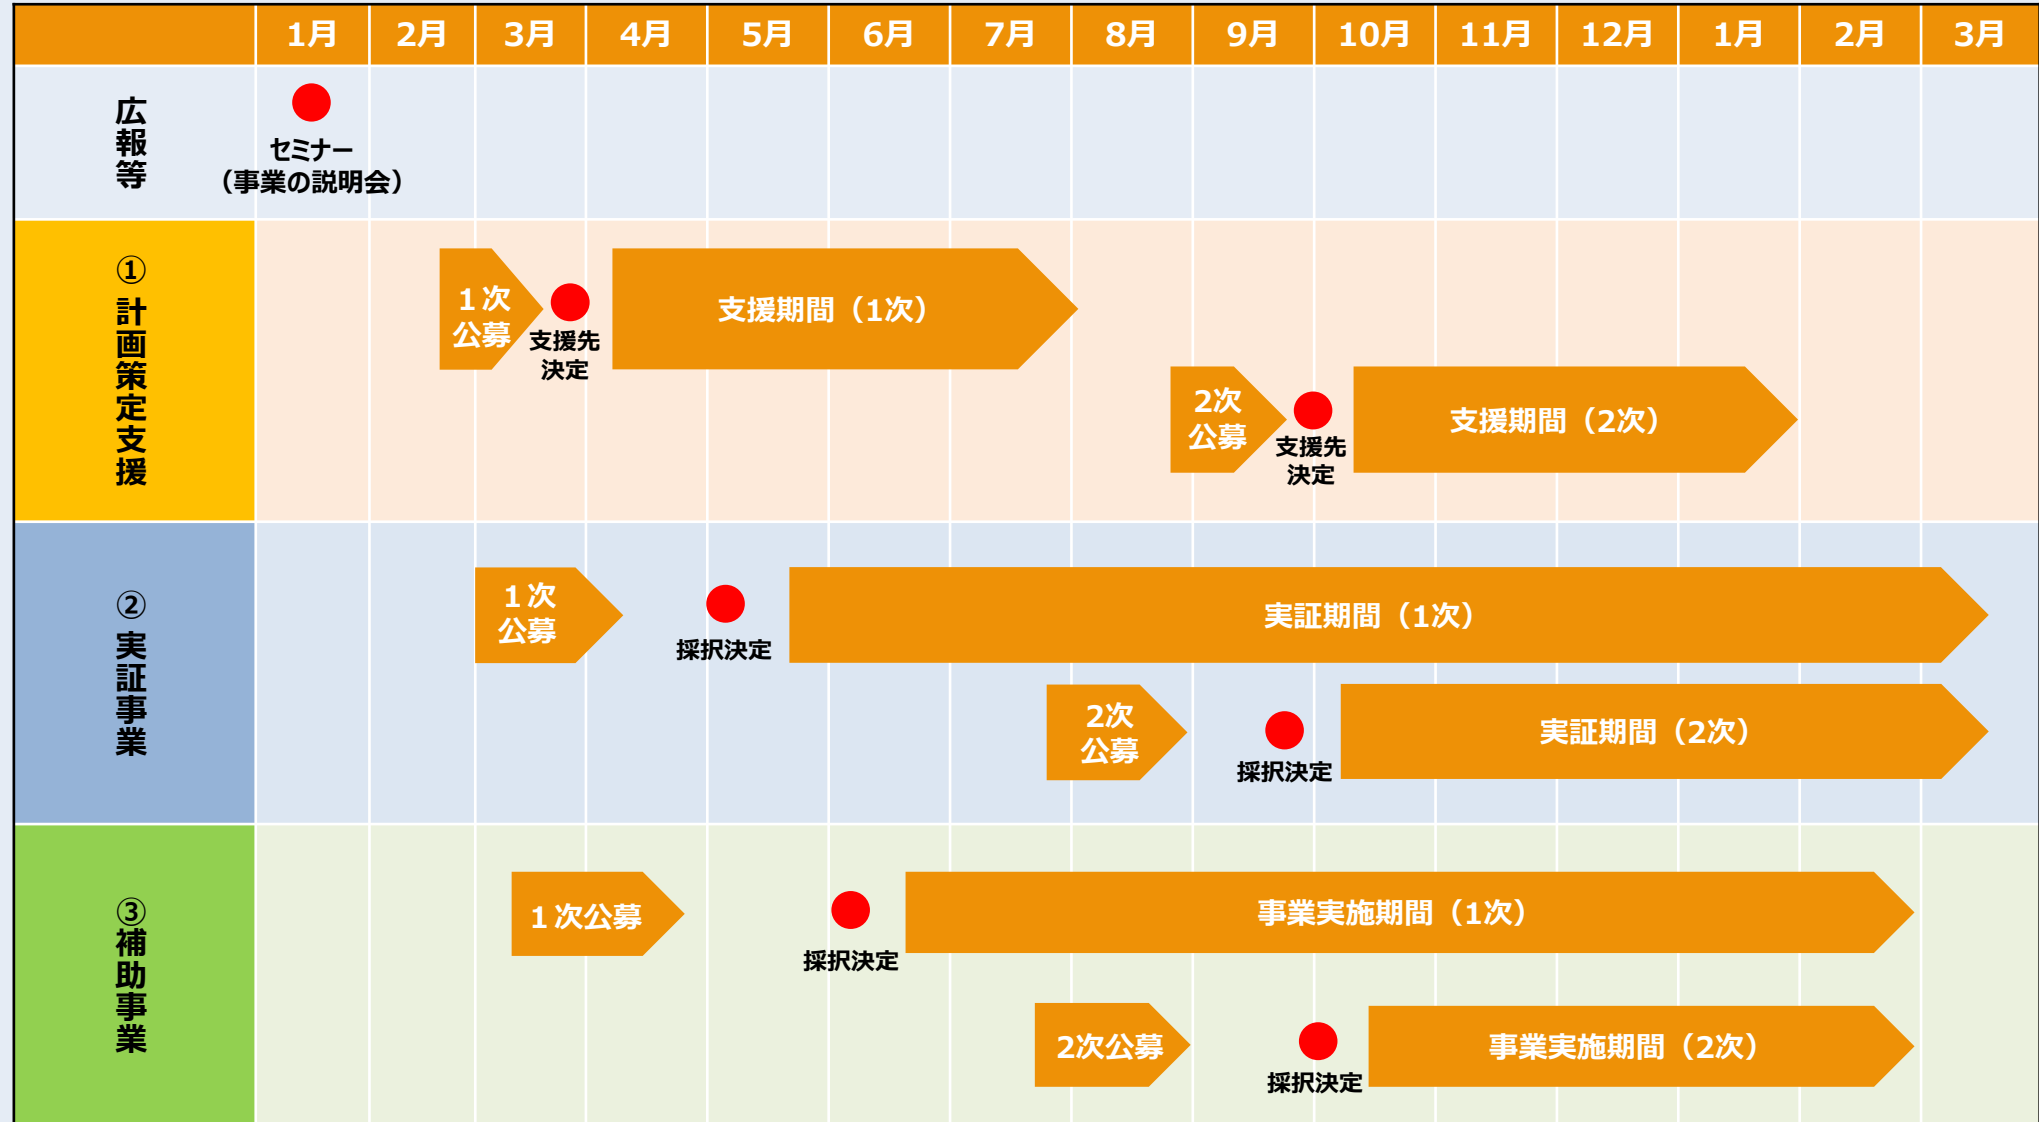 1月 2月 3月 4月 5月 6月 7月 8月 9月 10月 11月 12月 1月 2月 3月
広報等
セミナー
（事業の説明会）
①計画策定支援
１次
公募
支援先
決定
支援期間（1次）
2次
公募
支援先
決定
支援期間（2次）
②実証事業
１次
公募
採択決定
実証期間（1次）
2次
公募
採択決定
実証期間（2次）
③補助事業
１次公募
採択決定
事業実施期間（1次）
2次公募
採択決定
事業実施期間（2次）